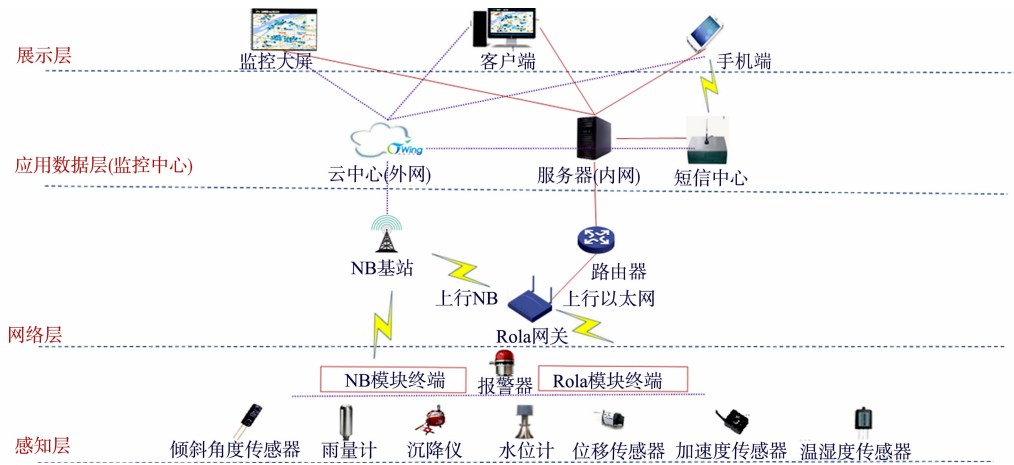 展示层
监控大屏
客户端
手机端
Wing
应用数据层(监控中心)
云中心(外网)
服务器(内网)
短信中心
NB基站
路由器
上行NB
上行以太网
网络层
Rola网关
NB模块终端
报警器
Rola模块终端
感知层
倾斜角度传感器
雨量计
沉降仪
水位计
位移传感器
加速度传感器
温湿度传感器